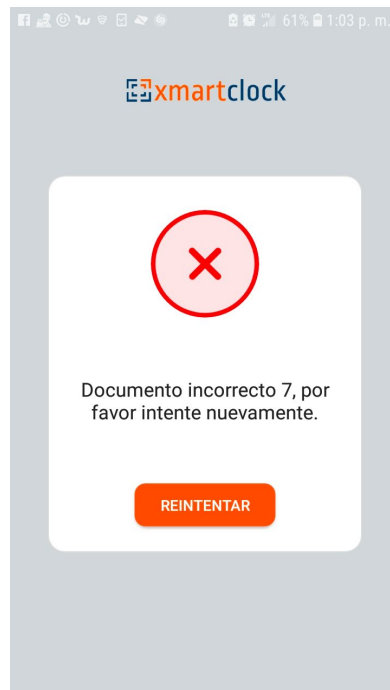 61% 1:03 p. m.
xmartclock
Documento incorrecto 7, por
favor intente nuevamente.
REINTENTAR